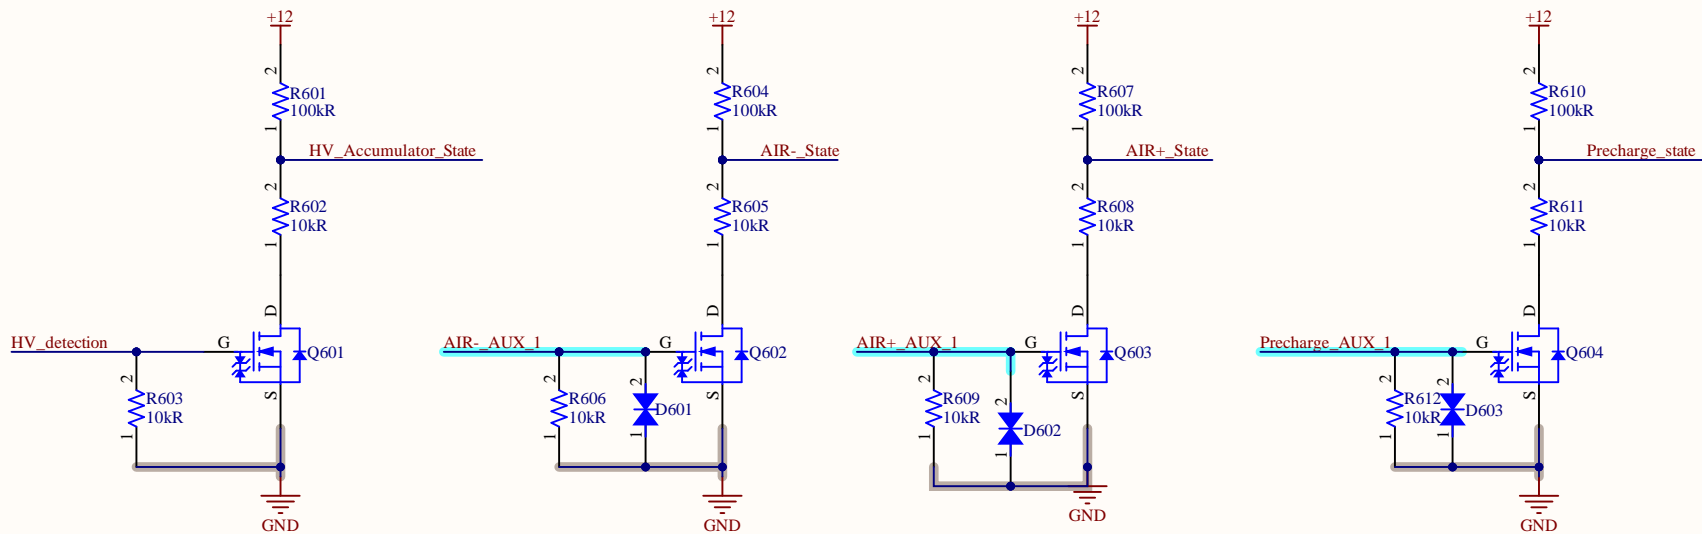 +12
+12
+12
+12
2
R601
100kR
1
2
R604
100kR
1
2
R607
100kR
1
2
R610
100kR
1
HV_Accumulator_State
AIR-_State
AIR+_State
Precharge_state
2
R602
10kR
1
2
R605
10kR
1
2
R608
10kR
1
2
R611
10kR
1
D
D
D
D
HV_detection
G
Q601
AIR-_AUX_1
G
Q602
AIR+_AUX_1
G
Q603
Precharge_AUX_1
G
Q604
2
R603
10kR
1
S
2
R606
10kR
1
2
D601
1
S
2
R609
10kR
1
2
D602
1
S
2
R612
10kR
1
2
D603
1
S
GND
GND
GND
GND